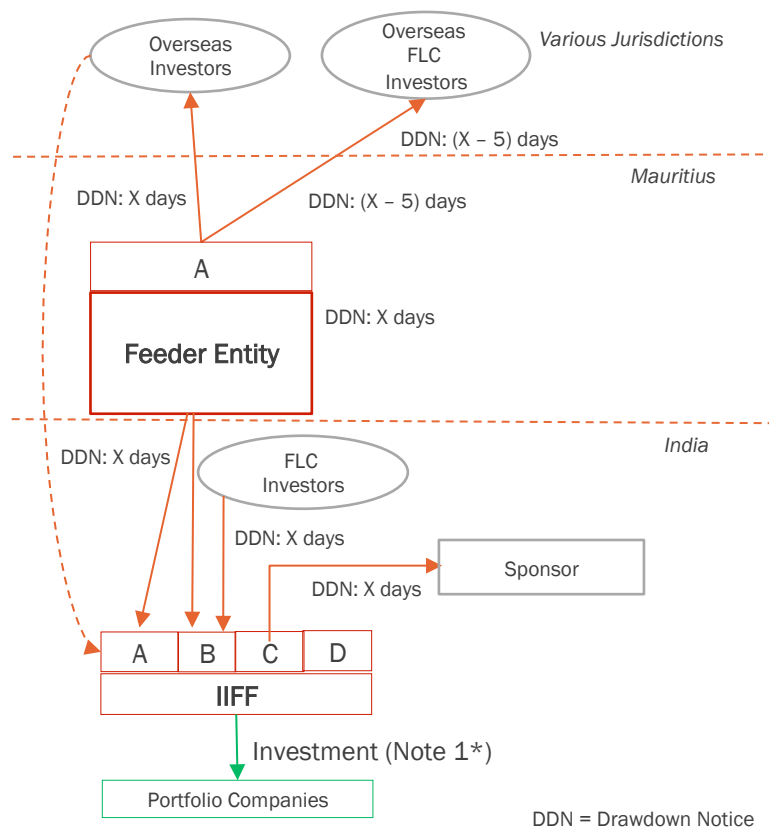 Overseas
Investors
Overseas
FLC
Investors
Various Jurisdictions
DDN: (X – 5) days
Mauritius
DDN: X days
DDN: (X – 5) days
A
DDN: X days
Feeder Entity
India
DDN: X days
FLC
Investors
DDN: X days
Sponsor
DDN: X days
A B C D
IIFF
Investment (Note 1*)
Portfolio Companies
DDN = Drawdown Notice